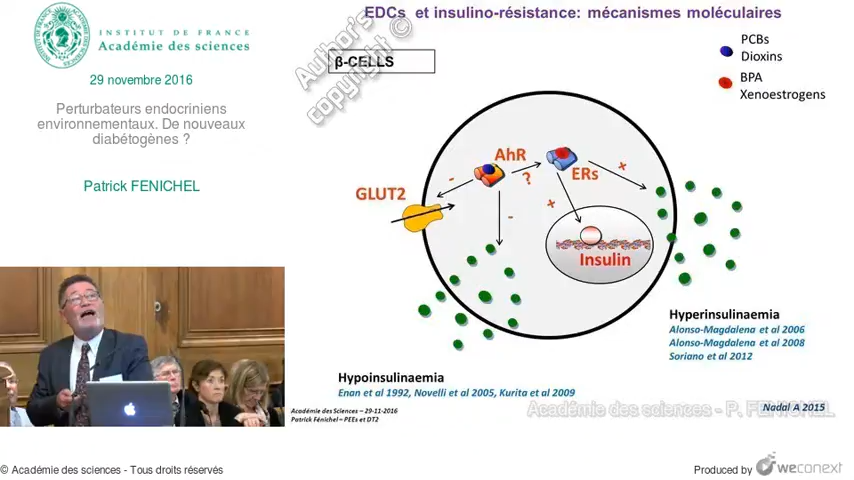 INSTITUT DE FRANCE
Académie des sciences
29 novembre 2016
Perturbateurs endocriniens
environnementaux. De nouveaux
diabétogènes ?
Patrick FENICHEL
EDCs et insulino-résistance: mécanismes moléculaires
Author's
copyright ©
β-CELLS
PCBs
Dioxins
BPA
Xenoestrogens
AhR
ERs
GLUT2
-
?
+
+
-
Insulin
Hyperinsulinaemia
Alonso-Magdalena et al 2006
Alonso-Magdalena et al 2008
Soriano et al 2012
Hypoinsulinaemia
Enan et al 1992, Novelli et al 2005, Kurita et al 2009
Académie des Sciences – 29-11-2016
Patrick Fénichel – PEEs et DT2
Académie des sciences - P. FENICHEL
Nadal A 2015
© Académie des sciences - Tous droits réservés
Produced by weconext